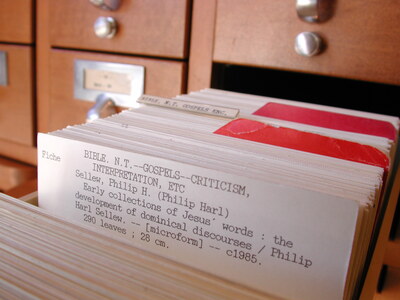 BIBLE. N.T. GOSPELS ETC.
Fiche
BIBLE. N.T.--GOSPELS--CRITICISM,
INTERPRETATION, ETC
Sellew, Philip H. (Philip Harl)
Early collections of Jesus' words : the
development of dominical discourses / Philip
Harl Sellew. -- [microform] -- c1985.
290 leaves ; 28 cm.